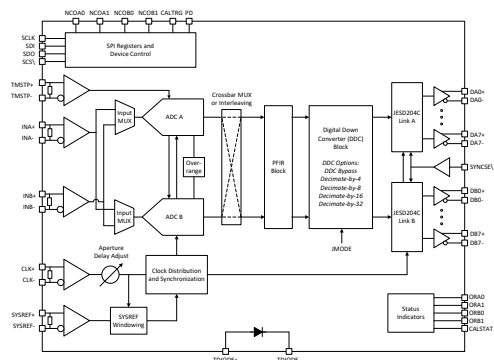 NCOA0 NCOA1 NCOB0 NCOB1 CALTRG PD
SCLK
SDI
SDO
SCS\
SPI Registers and
Device Control
TMSTP+
TMSTP-
INA+
INA-
Input
MUX
ADC A
Crossbar MUX
or Interleaving
Over-
range
INB+
INB-
Input
MUX
ADC B
PFIR
Block
Digital Down
Converter (DDC)
Block
DDC Options:
DDC Bypass
Decimate-by-4
Decimate-by-8
Decimate-by-16
Decimate-by-32
JMODE
JESD204C
Link A
JESD204C
Link B
DA0+
DA0-
DA7+
DA7-
SYNCSE\
DB0+
DB0-
DB7+
DB7-
Aperture
Delay Adjust
CLK+
CLK-
Clock Distribution
and Synchronization
SYSREF+
SYSREF-
SYSREF
Windowing
Status
Indicators
ORA0
ORA1
ORB0
ORB1
CALSTAT